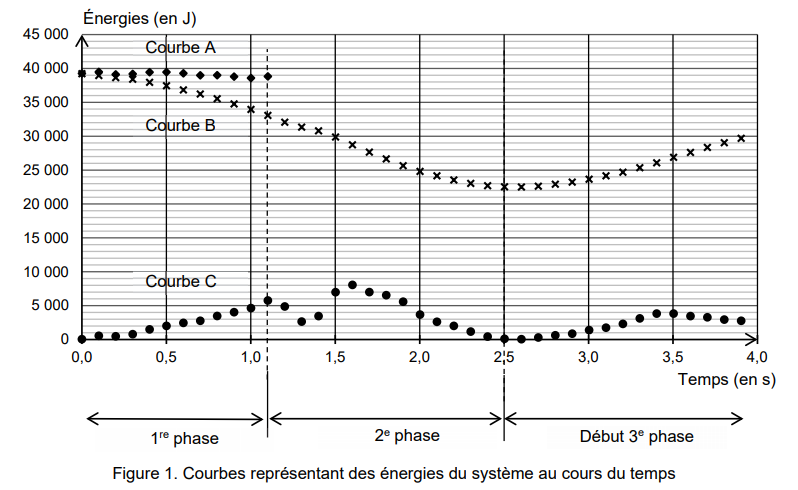 Énergies (en J)
45 000
40 000
35 000
30 000
25 000
20 000
15 000
10 000
5 000
0
Courbe A
Courbe B
Courbe C
0,0 0,5 1,0 1,5 2,0 2,5 3,0 3,5 4,0
Temps (en s)
1re phase 2e phase Début 3e phase
Figure 1. Courbes représentant des énergies du système au cours du temps